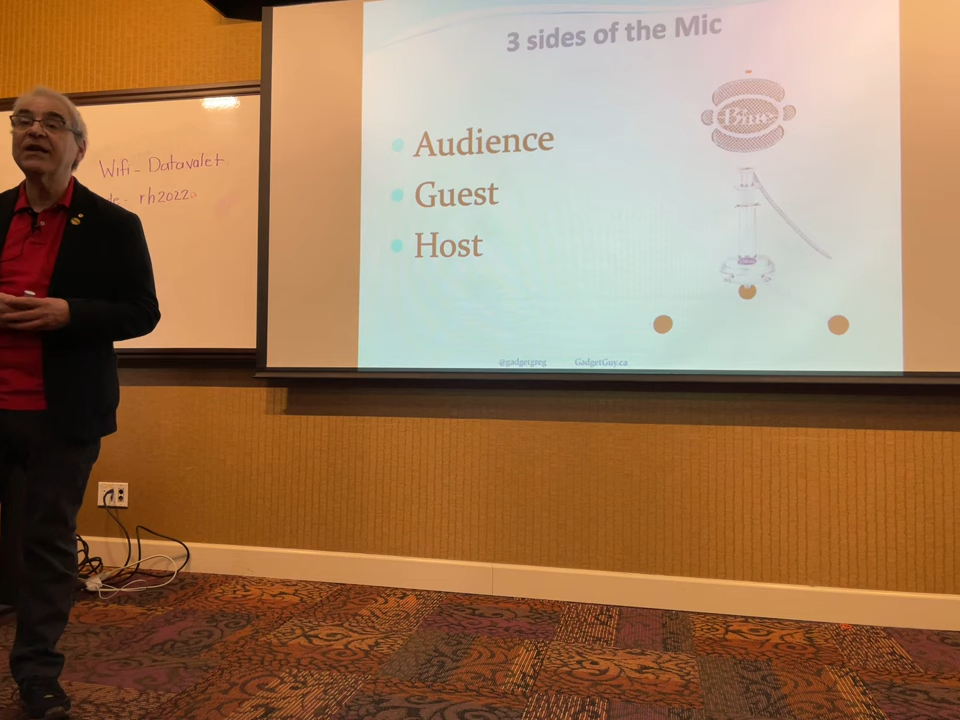 3 sides of the Mic
Wifi - Datavalet
rh2022
Audience
Guest
Host
Blue
@gadgetgreg GadgetGuy.ca